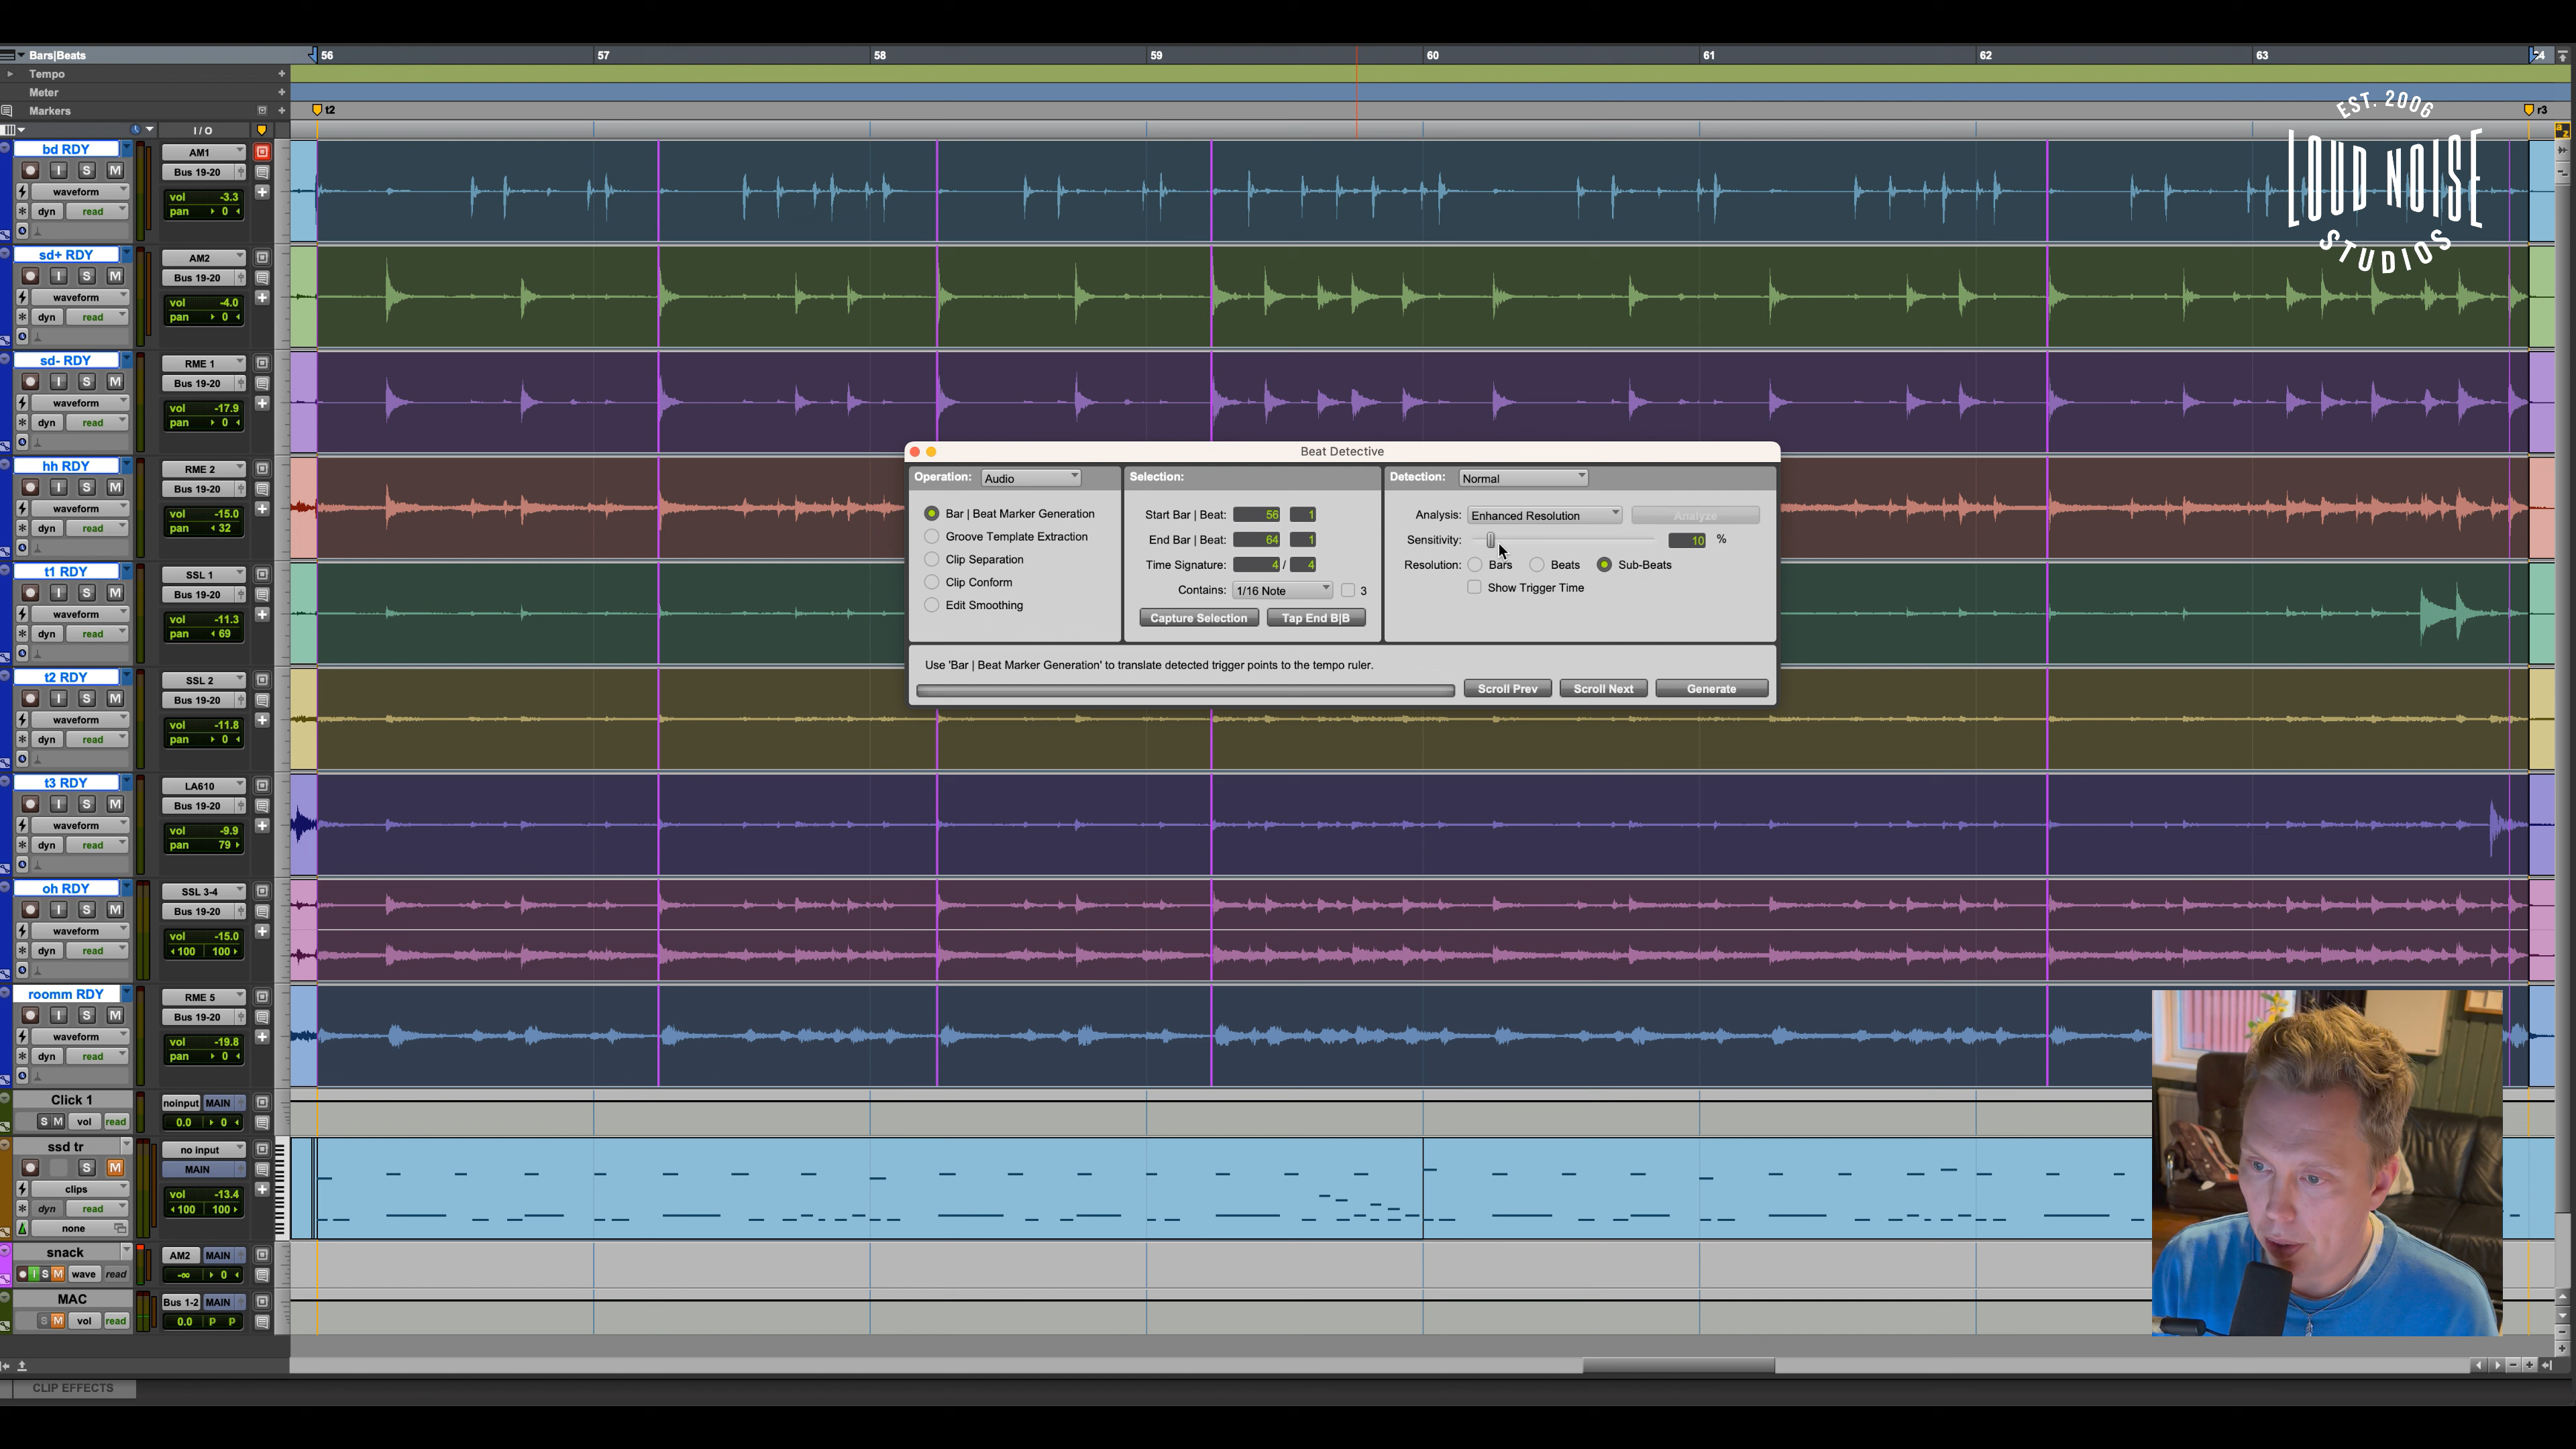 Bars|Beats
56 57 58 59 60 61 62 63 64
Tempo
Meter
Markers
t2
r3
I / O
EST. 2006
LOUD NOISE
STUDIOS
bd RDY
AM1
I S M
Bus 19-20
waveform
vol -3.3
dyn read
pan 0
sd+ RDY
AM2
I S M
Bus 19-20
waveform
vol -4.0
dyn read
pan 0
sd- RDY
RME 1
I S M
Bus 19-20
waveform
vol -17.9
dyn read
pan 0
hh RDY
RME 2
I S M
Bus 19-20
waveform
vol -15.0
dyn read
pan 32
t1 RDY
SSL 1
I S M
Bus 19-20
waveform
vol -11.3
dyn read
pan 69
t2 RDY
SSL 2
I S M
Bus 19-20
waveform
vol -11.8
dyn read
pan 0
t3 RDY
LA610
I S M
Bus 19-20
waveform
vol -9.9
dyn read
pan 79
oh RDY
SSL 3-4
I S M
Bus 19-20
waveform
vol -15.0
dyn read
100 100
roomm RDY
RME 5
I S M
Bus 19-20
waveform
vol -19.8
dyn read
pan 0
Click 1
noinput MAIN
S M vol read
0.0 0
ssd tr
no input
S M
MAIN
clips
vol -13.4
dyn read
100 100
none
snack
AM2 MAIN
I S M wave read
-∞ 0
MAC
Bus 1-2 MAIN
S M vol read
0.0 P P
CLIP EFFECTS
Beat Detective
Operation: Audio
Bar | Beat Marker Generation
Groove Template Extraction
Clip Separation
Clip Conform
Edit Smoothing
Selection:
Start Bar | Beat: 56 1
End Bar | Beat: 64 1
Time Signature: 4 / 4
Contains: 1/16 Note 3
Capture Selection Tap End B|B
Detection: Normal
Analysis: Enhanced Resolution Analyze
Sensitivity: 10 %
Resolution: Bars Beats Sub-Beats
Show Trigger Time
Use 'Bar | Beat Marker Generation' to translate detected trigger points to the tempo ruler.
Scroll Prev Scroll Next Generate